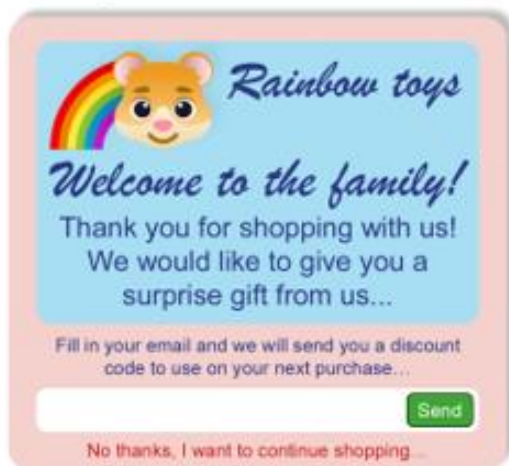 Rainbow toys
Welcome to the family!
Thank you for shopping with us!
We would like to give you a
surprise gift from us...
Fill in your email and we will send you a discount
code to use on your next purchase...
Send
No thanks, I want to continue shopping...